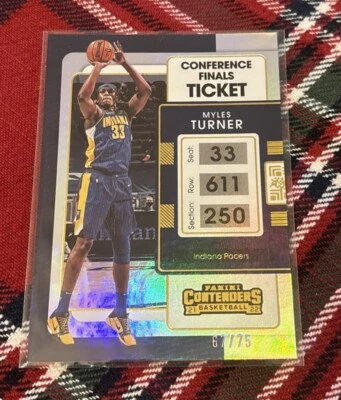 CONFERENCE
FINALS
TICKET
MYLES
TURNER
Seat: 33
Row: 611
Section: 250
Indiana Pacers
PANINI
CONTENDERS
21 BASKETBALL 22
INDIANA
33
/75